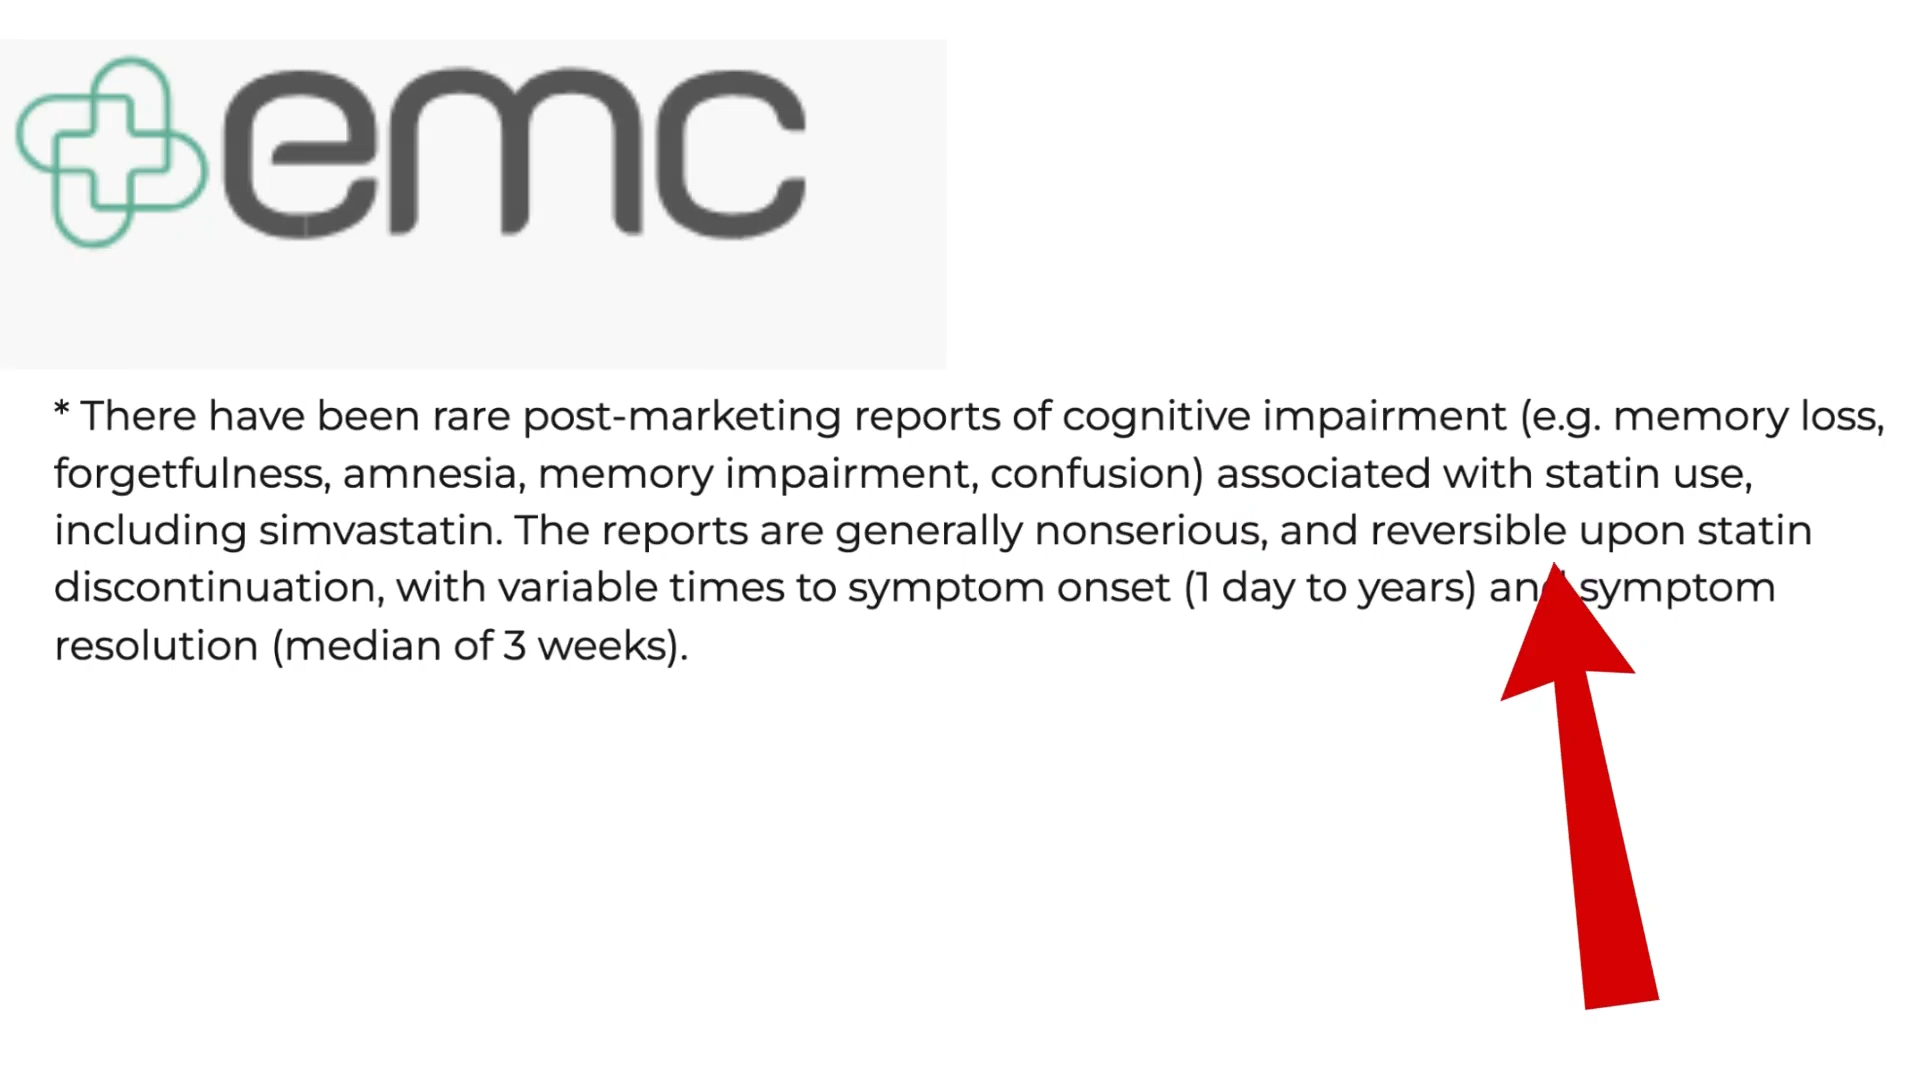 emc
* There have been rare post-marketing reports of cognitive impairment (e.g. memory loss,
forgetfulness, amnesia, memory impairment, confusion) associated with statin use,
including simvastatin. The reports are generally nonserious, and reversible upon statin
discontinuation, with variable times to symptom onset (1 day to years) and symptom
resolution (median of 3 weeks).